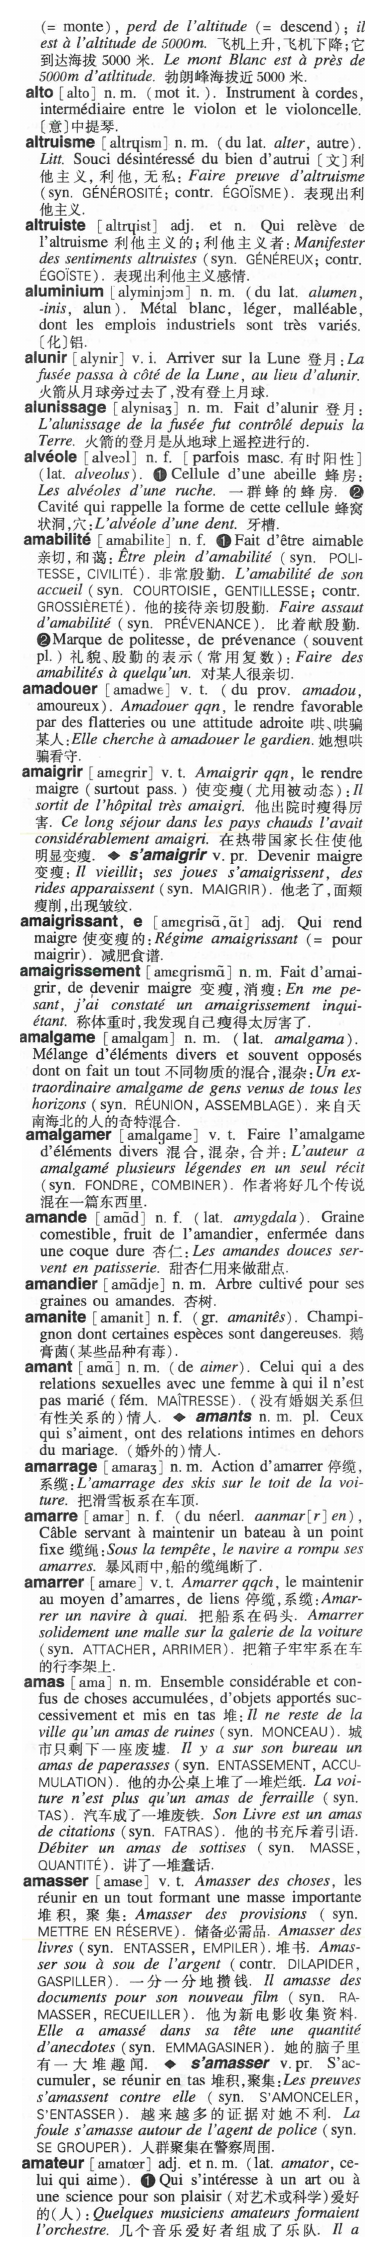 (= monte), perd de l'altitude (= descend); il
est à l'altitude de 5000m. 飞机上升,飞机下降;它
到达海拔 5000 米. Le mont Blanc est à près de
5000m d'atltitude. 勃朗峰海拔近 5000 米.
alto [alto] n. m. (mot it.). Instrument à cordes,
intermédiaire entre le violon et le violoncelle.
〔意〕中提琴.
altruisme [altrɥism] n. m. (du lat. alter, autre).
Litt. Souci désintéressé du bien d'autrui〔文〕利
他主义, 利他, 无私: Faire preuve d'altruisme
(syn. GÉNÉROSITÉ; contr. ÉGOÏSME). 表现出利
他主义.
altruiste [altrɥist] adj. et n. Qui relève de
l'altruisme 利他主义的; 利他主义者: Manifester
des sentiments altruistes (syn. GÉNÉREUX; contr.
ÉGOÏSTE). 表现出利他主义感情.
aluminium [alyminjɔm] n. m. (du lat. alumen,
-inis, alun). Métal blanc, léger, malléable,
dont les emplois industriels sont très variés.
〔化〕铝.
alunir [alynir] v. i. Arriver sur la Lune 登月: La
fusée passa à côté de la Lune, au lieu d'alunir.
火箭从月球旁过去了,没有登上月球.
alunissage [alynisaʒ] n. m. Fait d'alunir 登月:
L'alunissage de la fusée fut contrôlé depuis la
Terre. 火箭的登月是从地球上遥控进行的.
alvéole [alveɔl] n. f. [parfois masc. 有时阳性]
(lat. alveolus). ❶ Cellule d'une abeille 蜂房:
Les alvéoles d'une ruche. 一群蜂的蜂房. ❷
Cavité qui rappelle la forme de cette cellule 蜂窝
状洞,穴: L'alvéole d'une dent. 牙槽.
amabilité [amabilite] n. f. ❶ Fait d'être aimable
亲切, 和蔼: Être plein d'amabilité (syn. POLI-
TESSE, CIVILITÉ). 非常殷勤. L'amabilité de son
accueil (syn. COURTOISIE, GENTILLESSE; contr.
GROSSIÈRETÉ). 他的接待亲切殷勤. Faire assaut
d'amabilité (syn. PRÉVENANCE). 比着献殷勤.
❷ Marque de politesse, de prévenance (souvent
pl.) 礼貌、殷勤的表示 (常用复数): Faire des
amabilités à quelqu'un. 对某人很亲切.
amadouer [amadwe] v. t. (du prov. amadou,
amoureux). Amadouer qqn, le rendre favorable
par des flatteries ou une attitude adroite 哄、哄骗
某人: Elle cherche à amadouer le gardien. 她想哄
骗看守.
amaigrir [amεgrir] v. t. Amaigrir qqn, le rendre
maigre (surtout pass.) 使变瘦(尤用被动): Il
sortit de l'hôpital très amaigri. 他出院时瘦得厉
害. Ce long séjour dans les pays chauds l'avait
considérablement amaigri. 在热带国家长住使他
明显变瘦. ◆ s'amaigrir v. pr. Devenir maigre
变瘦: Il vieillit; ses joues s'amaigrissent, des
rides apparaissent (syn. MAIGRIR). 他老了,面颊
瘦削,出现皱纹.
amaigrissant, e [amεgrisɑ̃, ɑ̃t] adj. Qui rend
maigre 使变瘦的: Régime amaigrissant (= pour
maigrir). 减肥食谱.
amaigrissement [amεgrismɑ̃] n. m. Fait d'amai-
grir, de devenir maigre 变瘦, 消瘦: En me pe-
sant, j'ai constaté un amaigrissement inqui-
étant. 称体重时,我发现自己瘦得太厉害了.
amalgame [amalgam] n. m. (lat. amalgama).
Mélange d'éléments divers et souvent opposés
dont on fait un tout 不同物质的混合,混杂: Un ex-
traordinaire amalgame de gens venus de tous les
horizons (syn. RÉUNION, ASSEMBLAGE). 来自天
南海北的人的奇特混合.
amalgamer [amalgame] v. t. Faire l'amalgame
d'éléments divers 混合, 混杂, 合并: L'auteur a
amalgamé plusieurs légendes en un seul récit
(syn. FONDRE, COMBINER). 作者将好几个传说
混在一篇东西里.
amande [amɑ̃d] n. f. (lat. amygdala). Graine
comestible, fruit de l'amandier, enfermée dans
une coque dure 杏仁: Les amandes douces ser-
vent en patisserie. 甜杏仁用来做甜点.
amandier [amɑ̃dje] n. m. Arbre cultivé pour ses
graines ou amandes. 杏树.
amanite [amanit] n. f. (gr. amanitês). Champi-
gnon dont certaines espèces sont dangereuses. 鹅
膏菌(某些品种有毒).
amant [amɑ̃] n. m. (de aimer). Celui qui a des
relations sexuelles avec une femme à qui il n'est
pas marié (fém. MAÎTRESSE). (没有婚姻关系但
有性关系的) 情人. ◆ amants n. m. pl. Ceux
qui s'aiment, ont des relations intimes en dehors
du mariage. (婚外的) 情人.
amarrage [amaraʒ] n. m. Action d'amarrer 停缆,
系缆: L'amarrage des skis sur le toit de la voi-
ture. 把滑雪板系在车顶.
amarre [amar] n. f. (du néerl. aanmar[r]en),
Câble servant à maintenir un bateau à un point
fixe 缆绳: Sous la tempête, le navire a rompu ses
amarres. 暴风雨中,船的缆绳断了.
amarrer [amare] v. t. Amarrer qqch, le maintenir
au moyen d'amarres, de liens 停缆,系缆: Amar-
rer un navire à quai. 把船系在码头. Amarrer
solidement une malle sur la galerie de la voiture
(syn. ATTACHER, ARRIMER). 把箱子牢牢系在车
的行李架上.
amas [ama] n. m. Ensemble considérable et con-
fus de choses accumulées, d'objets apportés suc-
cessivement et mis en tas 堆: Il ne reste de la
ville qu'un amas de ruines (syn. MONCEAU). 城
市只剩下一座废墟. Il y a sur son bureau un
amas de paperasses (syn. ENTASSEMENT, ACCU-
MULATION). 他的办公桌上堆了一堆烂纸. La voi-
ture n'est plus qu'un amas de ferraille (syn.
TAS). 汽车成了一堆废铁. Son Livre est un amas
de citations (syn. FATRAS). 他的书充斥着引语.
Débiter un amas de sottises (syn. MASSE,
QUANTITÉ). 讲了一堆蠢话.
amasser [amase] v. t. Amasser des choses, les
réunir en un tout formant une masse importante
堆积, 聚集: Amasser des provisions (syn.
METTRE EN RÉSERVE). 储备必需品. Amasser des
livres (syn. ENTASSER, EMPILER). 堆书. Amas-
ser sou à sou de l'argent (contr. DILAPIDER,
GASPILLER). 一分一分地攒钱. Il amasse des
documents pour son nouveau film (syn. RA-
MASSER, RECUEILLER). 他为新电影收集资料.
Elle a amassé dans sa tête une quantité
d'anecdotes (syn. EMMAGASINER). 她的脑子里
有一大堆趣闻. ◆ s'amasser v. pr. S'ac-
cumuler, se réunir en tas 堆积,聚集: Les preuves
s'amassent contre elle (syn. S'AMONCELER,
S'ENTASSER). 越来越多的证据对她不利. La
foule s'amasse autour de l'agent de police (syn.
SE GROUPER). 人群聚集在警察周围.
amateur [amatœr] adj. et n. m. (lat. amator, ce-
lui qui aime). ❶ Qui s'intéresse à un art ou à
une science pour son plaisir (对艺术或科学) 爱好
的(人): Quelques musiciens amateurs formaient
l'orchestre. 几个音乐爱好者组成了乐队. Il a